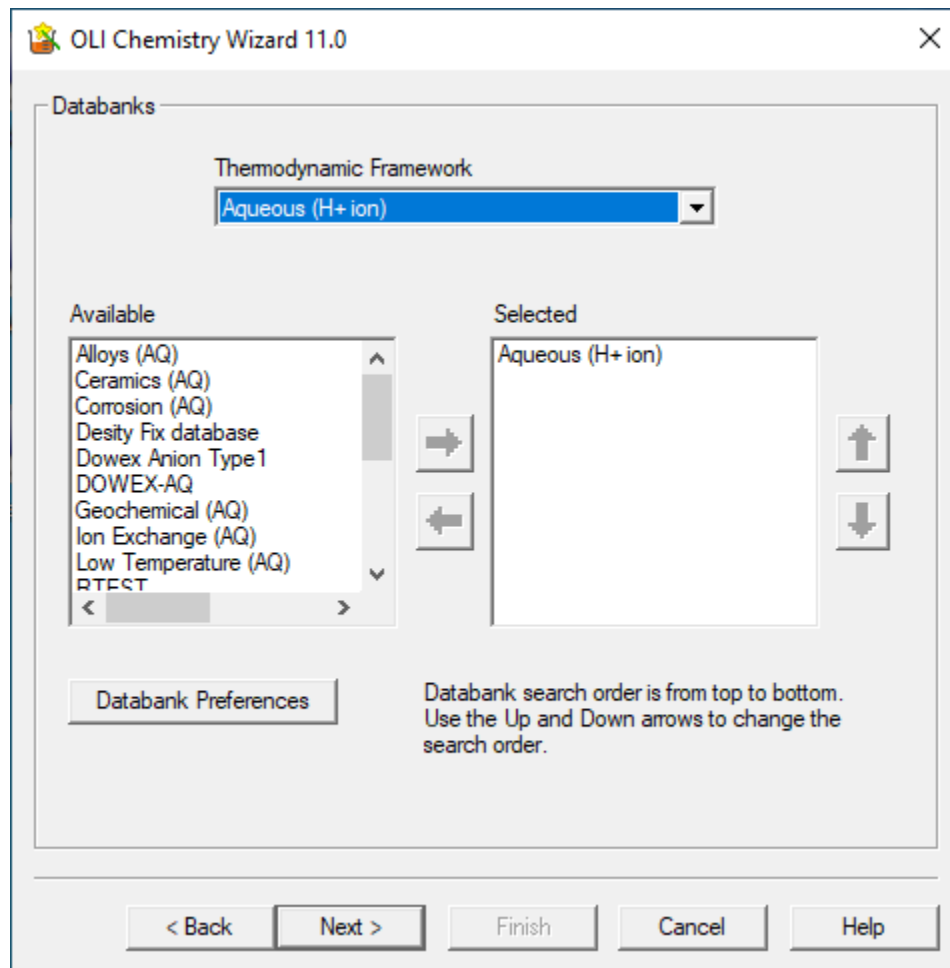 OLI Chemistry Wizard 11.0
Databanks
Thermodynamic Framework
Aqueous (H+ ion)
Available
Alloys (AQ)
Ceramics (AQ)
Corrosion (AQ)
Desity Fix database
Dowex Anion Type1
DOWEX-AQ
Geochemical (AQ)
Ion Exchange (AQ)
Low Temperature (AQ)
RTEST
Selected
Aqueous (H+ ion)
Databank Preferences
Databank search order is from top to bottom.
Use the Up and Down arrows to change the
search order.
< Back
Next >
Finish
Cancel
Help